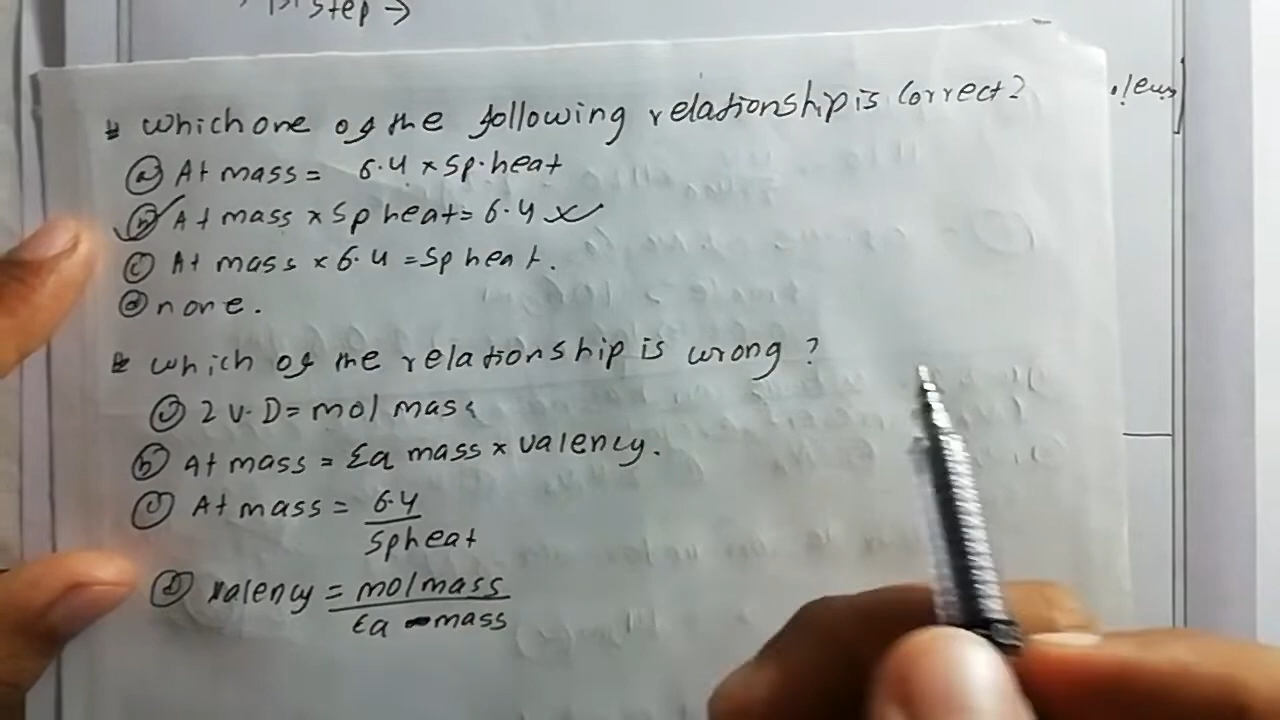 step →
Which one of the following relationship is correct?
ⓐ At mass = 6.4 × Sp. heat
ⓑ At mass × Sp heat = 6.4
ⓒ At mass × 6.4 = Sp heat.
ⓓ none.
which of the relationship is wrong?
2 V.D = mol mass
ⓑ At mass = Eq mass × valency.
ⓒ At mass = 6.4
Sp heat
ⓓ valency = mol mass
Eq mass